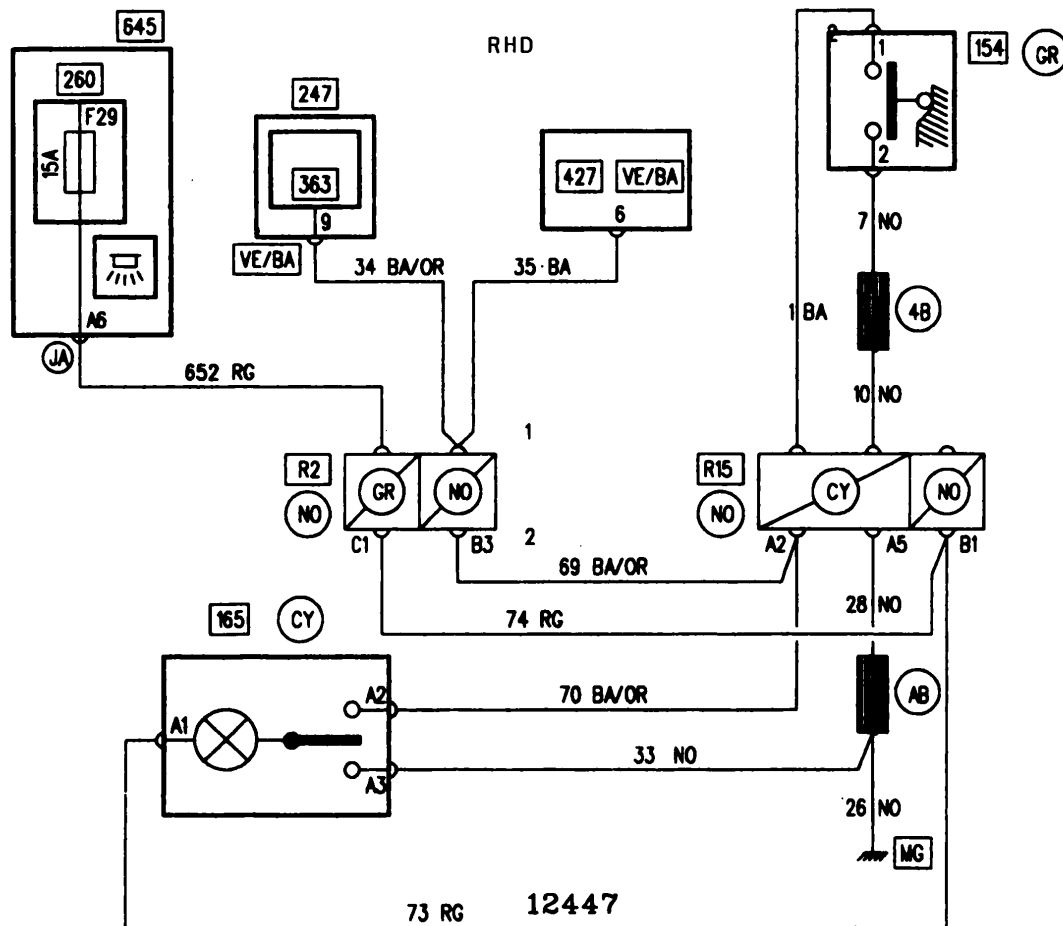 645
RHD
154 GR
260
F29
15A
247
363
9
VE/BA
427 VE/BA
6
1
2
7 NO
34 BA/OR
35 BA
1 BA
4B
A6
JA
652 RG
10 NO
1
R2
NO
GR
NO
R15
NO
CY
NO
C1
B3
2
A2
A5
B1
69 BA/OR
74 RG
28 NO
165 CY
A1
A2
A3
70 BA/OR
AB
33 NO
26 NO
MG
73 RG
12447